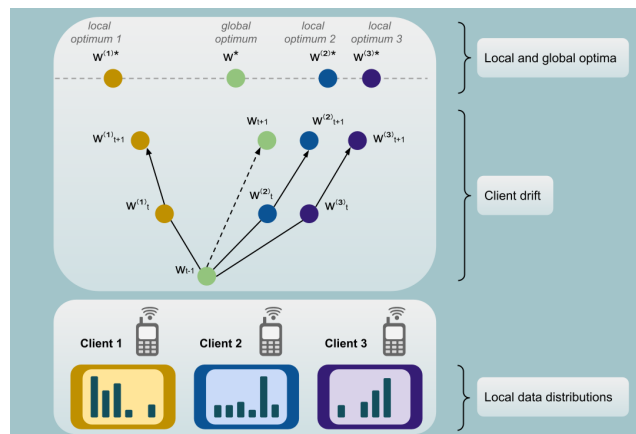 local
optimum 1
global
optimum
local
optimum 2
local
optimum 3
w⁽¹⁾*
w*
w⁽²⁾*
w⁽³⁾*
Local and global optima
w⁽¹⁾ₜ₊₁
wₜ₊₁
w⁽²⁾ₜ₊₁
w⁽³⁾ₜ₊₁
Client drift
w⁽¹⁾ₜ
w⁽²⁾ₜ
w⁽³⁾ₜ
wₜ₋₁
Client 1
Client 2
Client 3
Local data distributions